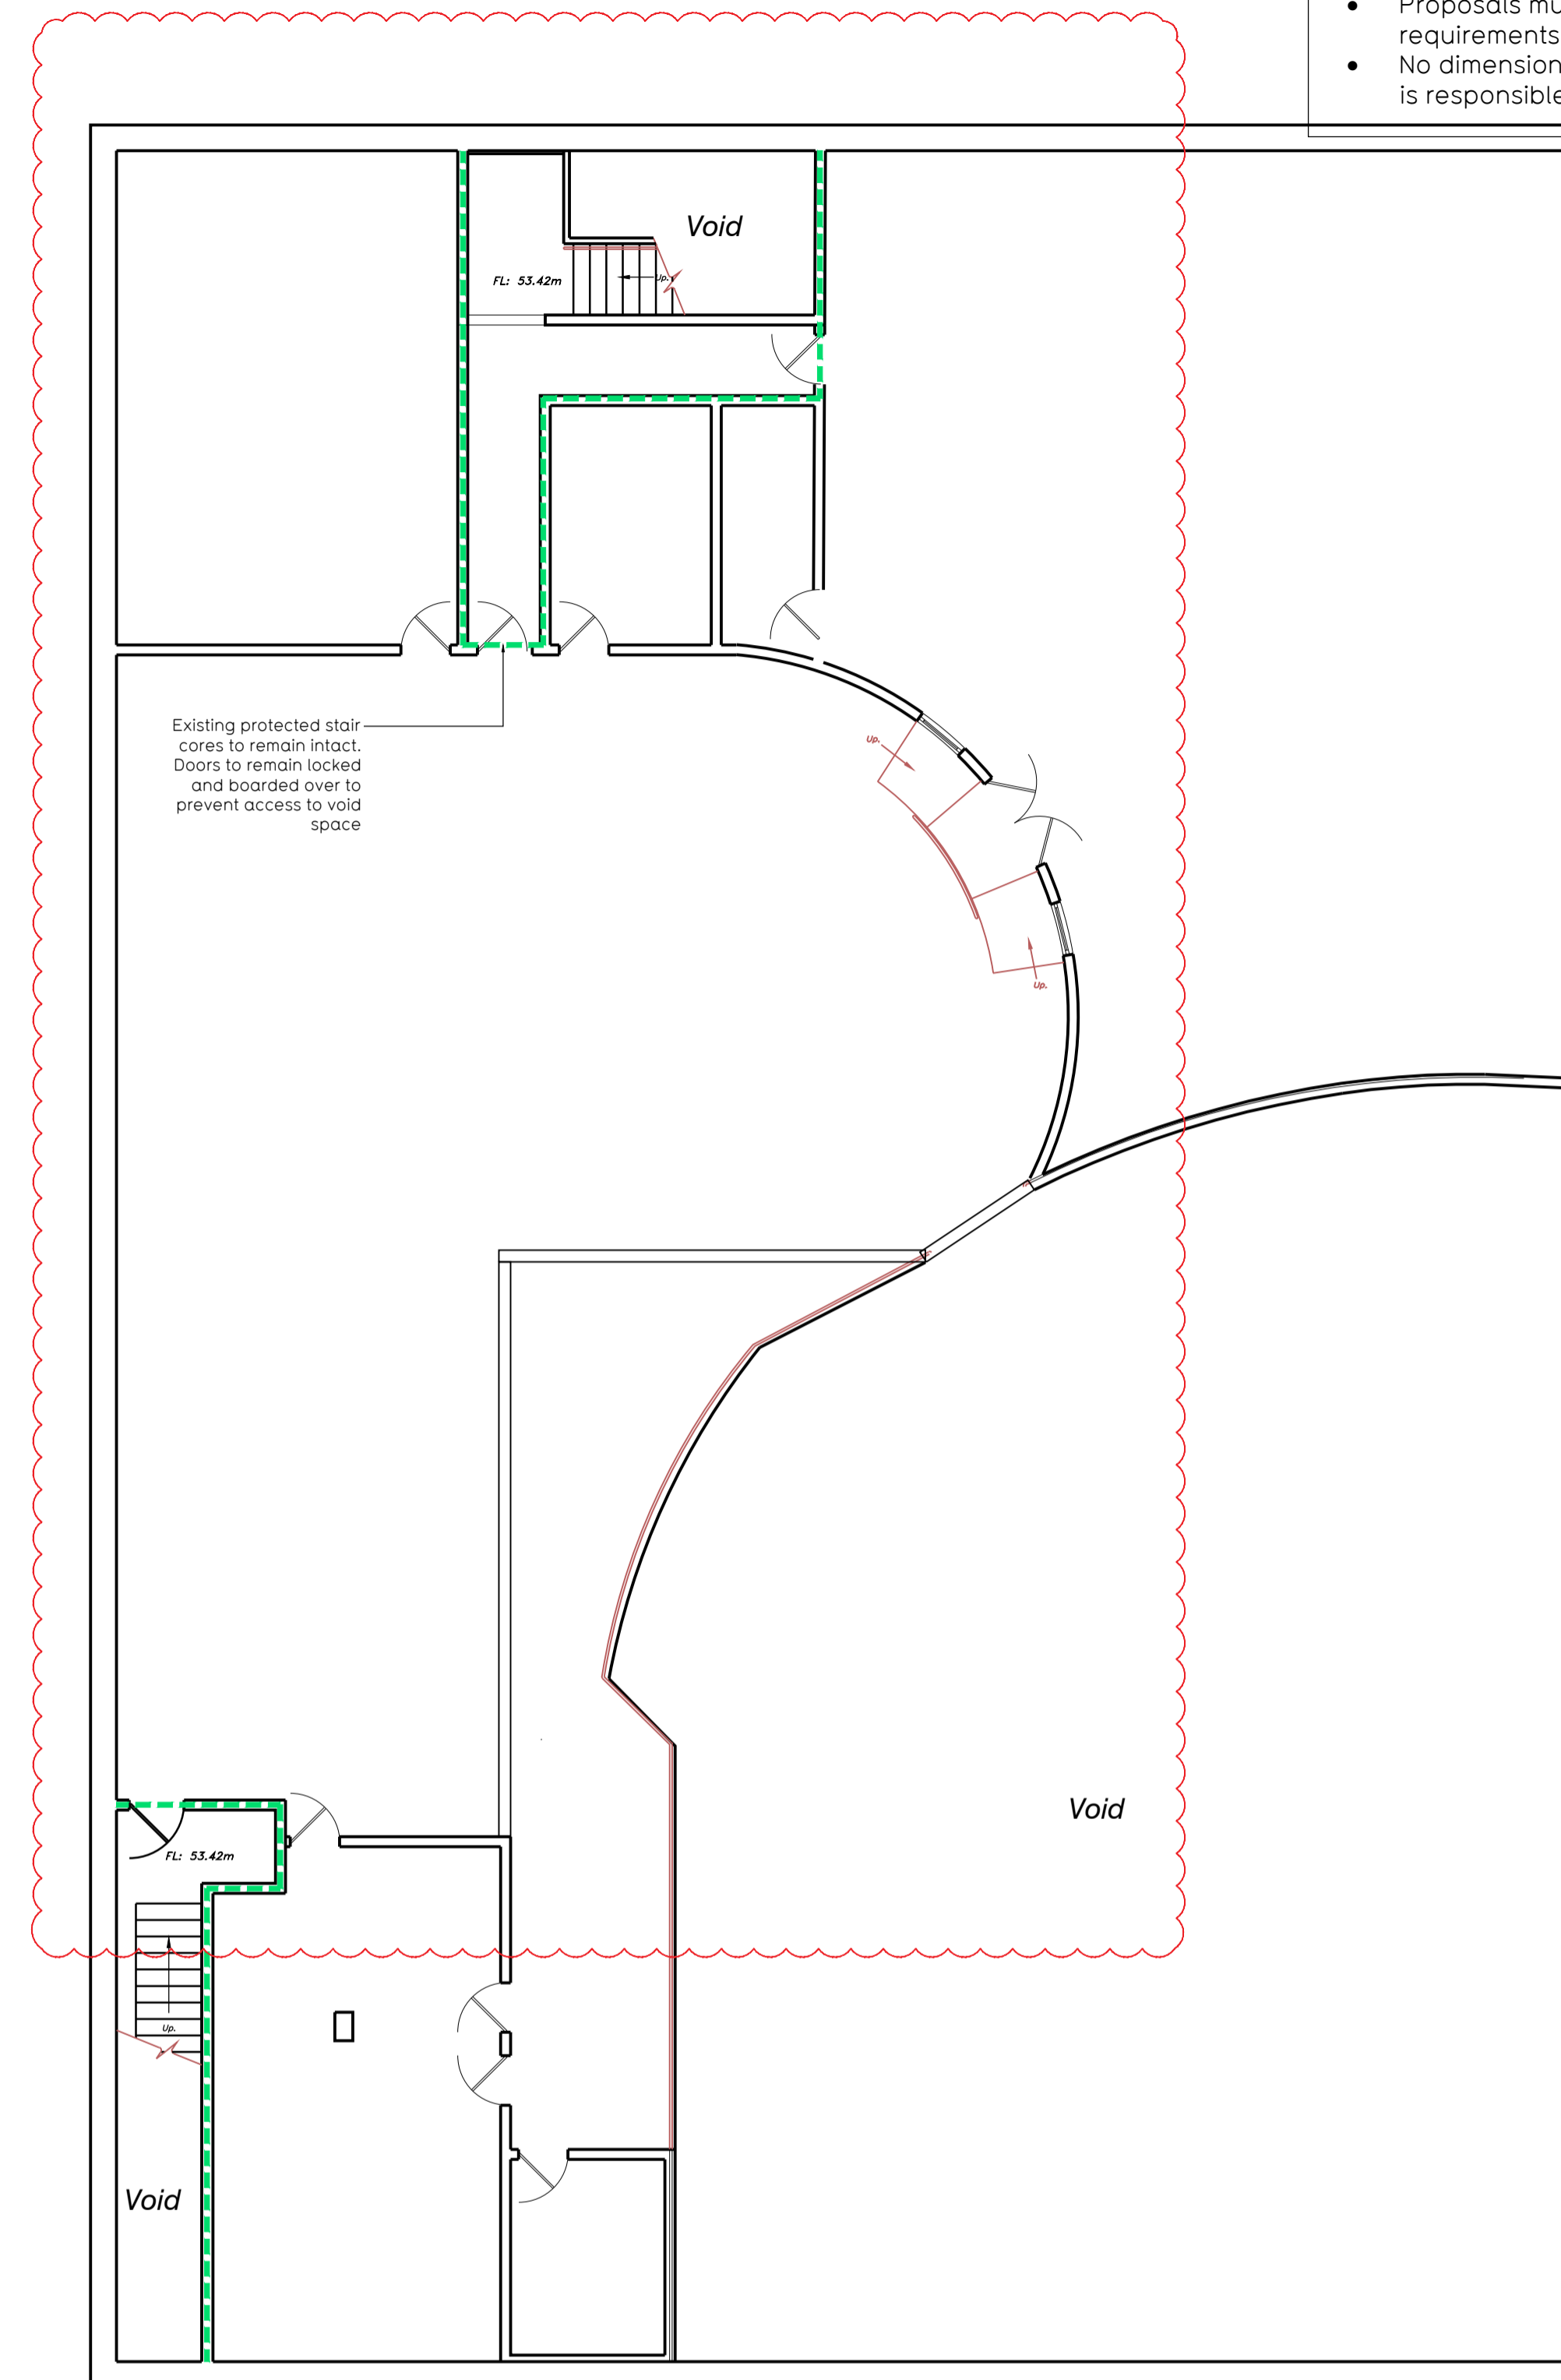 • Proposals mu
requirements
• No dimension
is responsible
Void
FL: 53.42m
Up.
Existing protected stair
cores to remain intact.
Doors to remain locked
and boarded over to
prevent access to void
space
Up.
Up.
Void
FL: 53.42m
Up.
Void